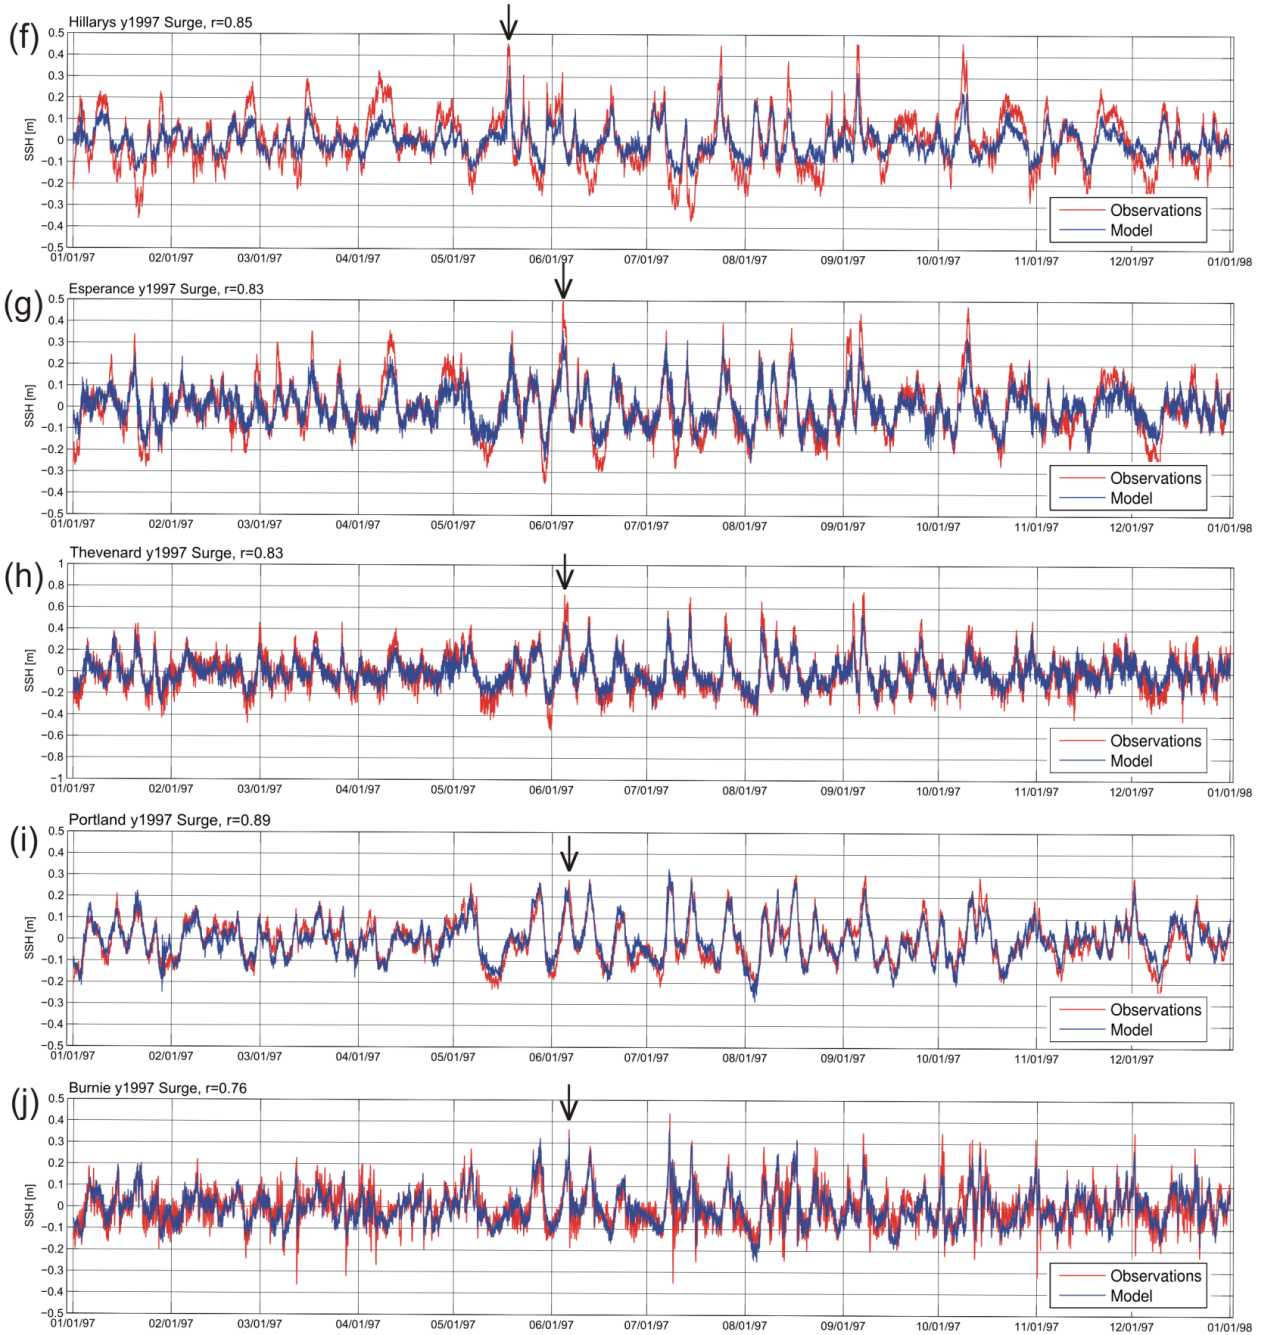 (f)
Hillarys y1997 Surge, r=0.85
0.5
0.4
0.3
0.2
0.1
0
−0.1
−0.2
−0.3
−0.4
−0.5
SSH [m]
Observations
Model
01/01/97 02/01/97 03/01/97 04/01/97 05/01/97 06/01/97 07/01/97 08/01/97 09/01/97 10/01/97 11/01/97 12/01/97 01/01/98
(g)
Esperance y1997 Surge, r=0.83
0.5
0.4
0.3
0.2
0.1
0
−0.1
−0.2
−0.3
−0.4
−0.5
SSH [m]
Observations
Model
01/01/97 02/01/97 03/01/97 04/01/97 05/01/97 06/01/97 07/01/97 08/01/97 09/01/97 10/01/97 11/01/97 12/01/97 01/01/98
(h)
Thevenard y1997 Surge, r=0.83
1
0.8
0.6
0.4
0.2
0
−0.2
−0.4
−0.6
−0.8
−1
SSH [m]
Observations
Model
01/01/97 02/01/97 03/01/97 04/01/97 05/01/97 06/01/97 07/01/97 08/01/97 09/01/97 10/01/97 11/01/97 12/01/97 01/01/98
(i)
Portland y1997 Surge, r=0.89
0.5
0.4
0.3
0.2
0.1
0
−0.1
−0.2
−0.3
−0.4
−0.5
SSH [m]
Observations
Model
01/01/97 02/01/97 03/01/97 04/01/97 05/01/97 06/01/97 07/01/97 08/01/97 09/01/97 10/01/97 11/01/97 12/01/97
(j)
Burnie y1997 Surge, r=0.76
0.5
0.4
0.3
0.2
0.1
0
−0.1
−0.2
−0.3
−0.4
0.5
SSH [m]
Observations
Model
01/01/97 02/01/97 03/01/97 04/01/97 05/01/97 06/01/97 07/01/97 08/01/97 09/01/97 10/01/97 11/01/97 12/01/97 01/01/98